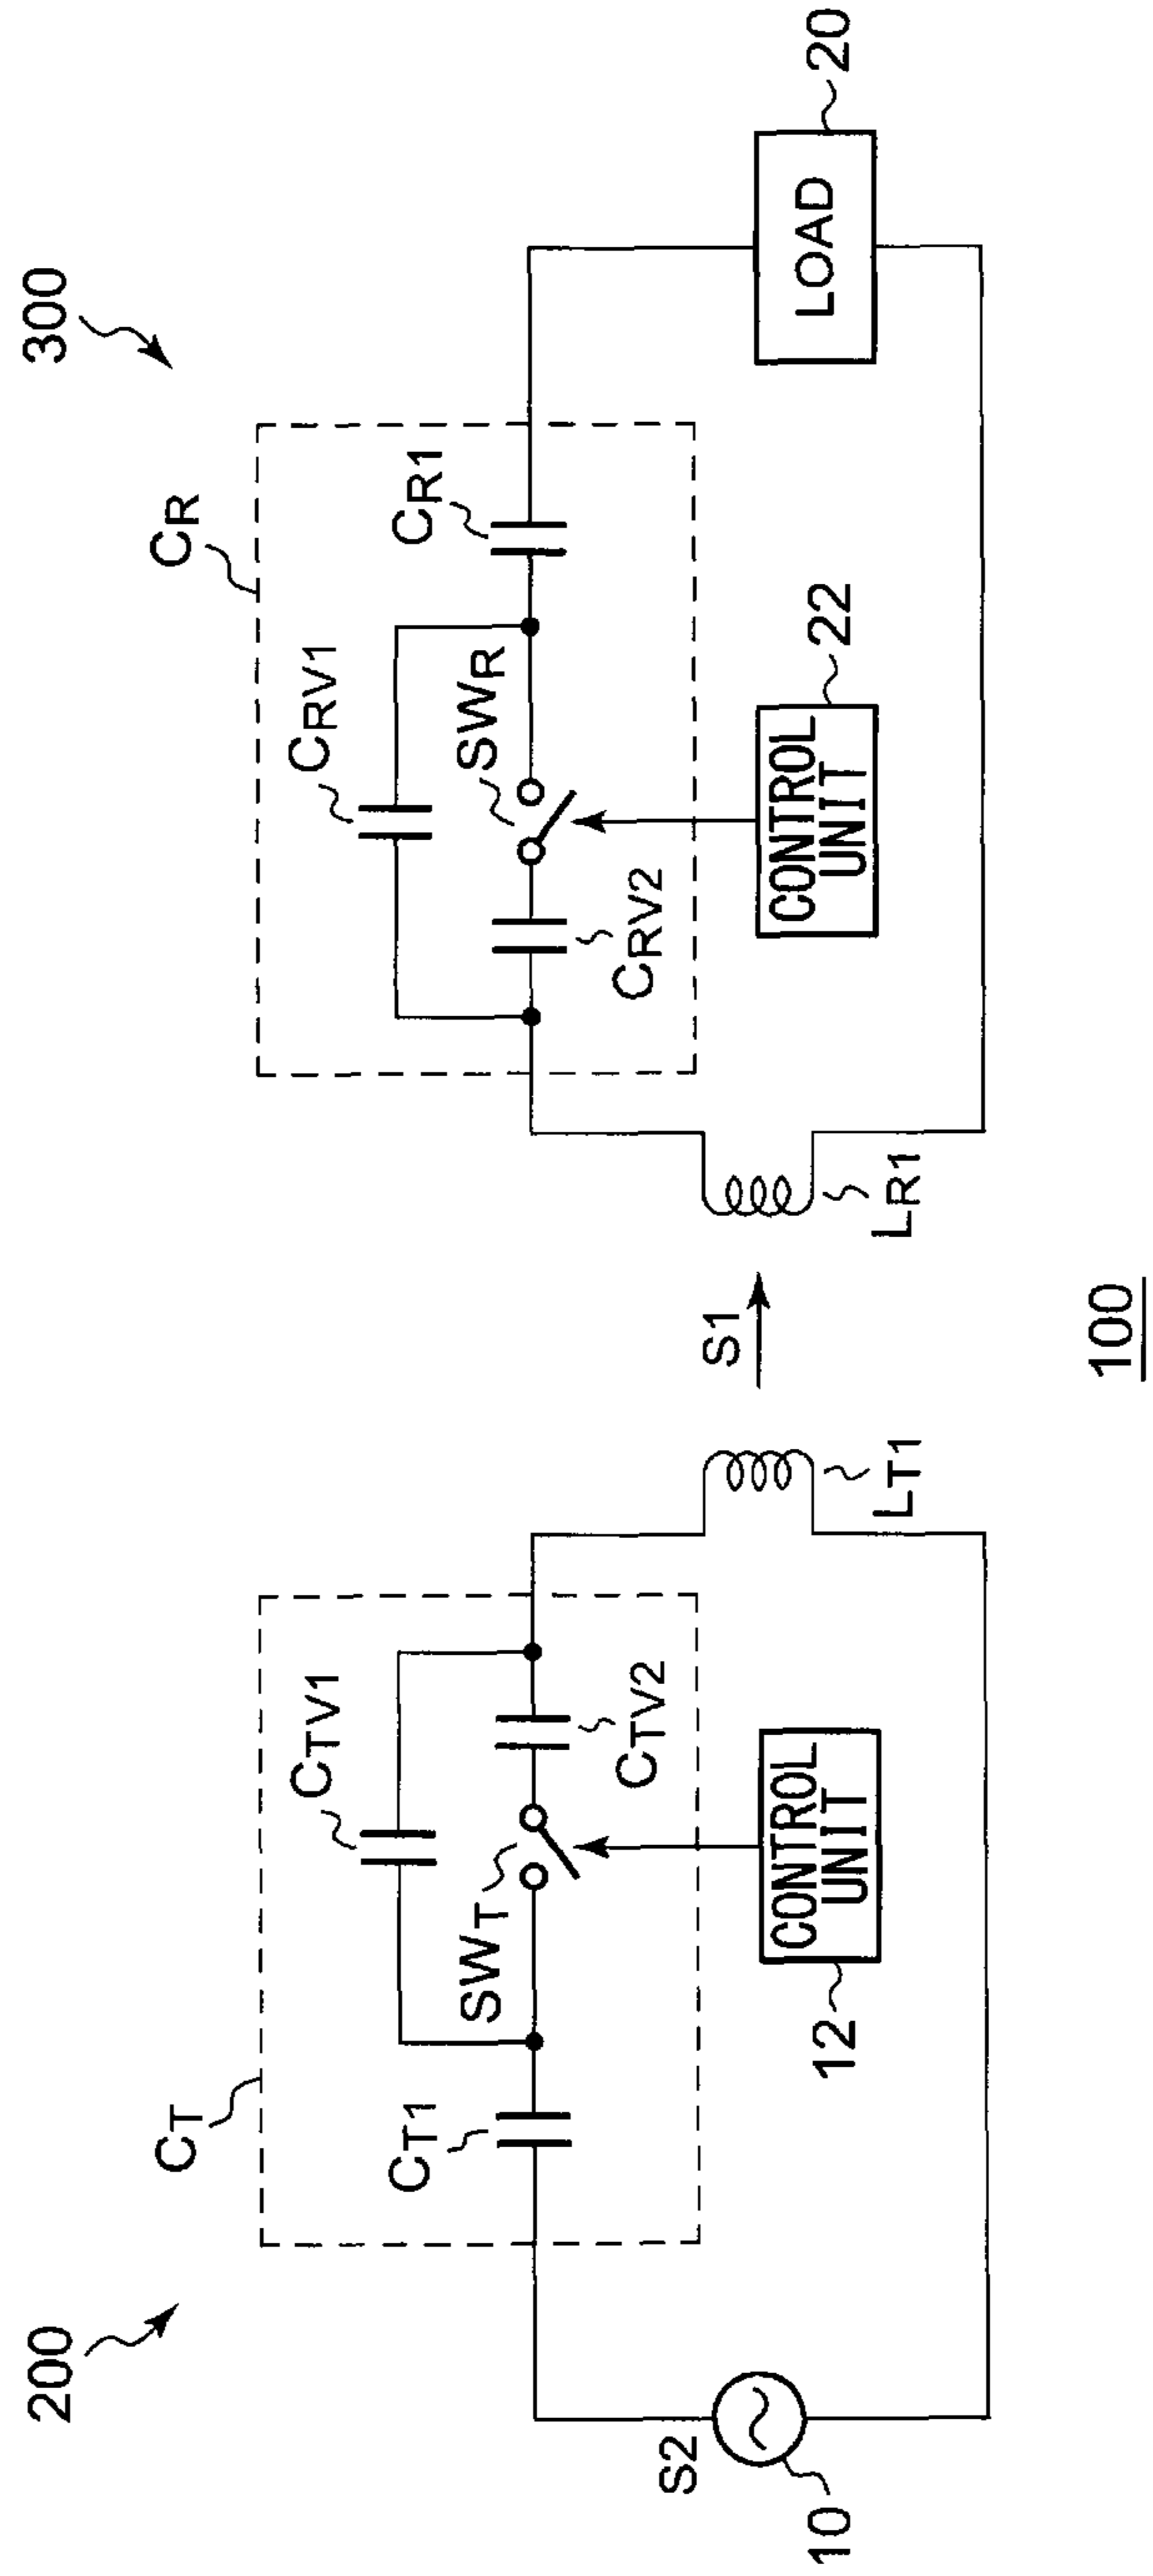 200
300
CT
CR
CTV1
CRV1
CT1
SWT
CTV2
CRV2
SWR
CR1
S2
10
12
CONTROL
UNIT
LT1
S1
LR1
CONTROL
UNIT
22
LOAD
20
100